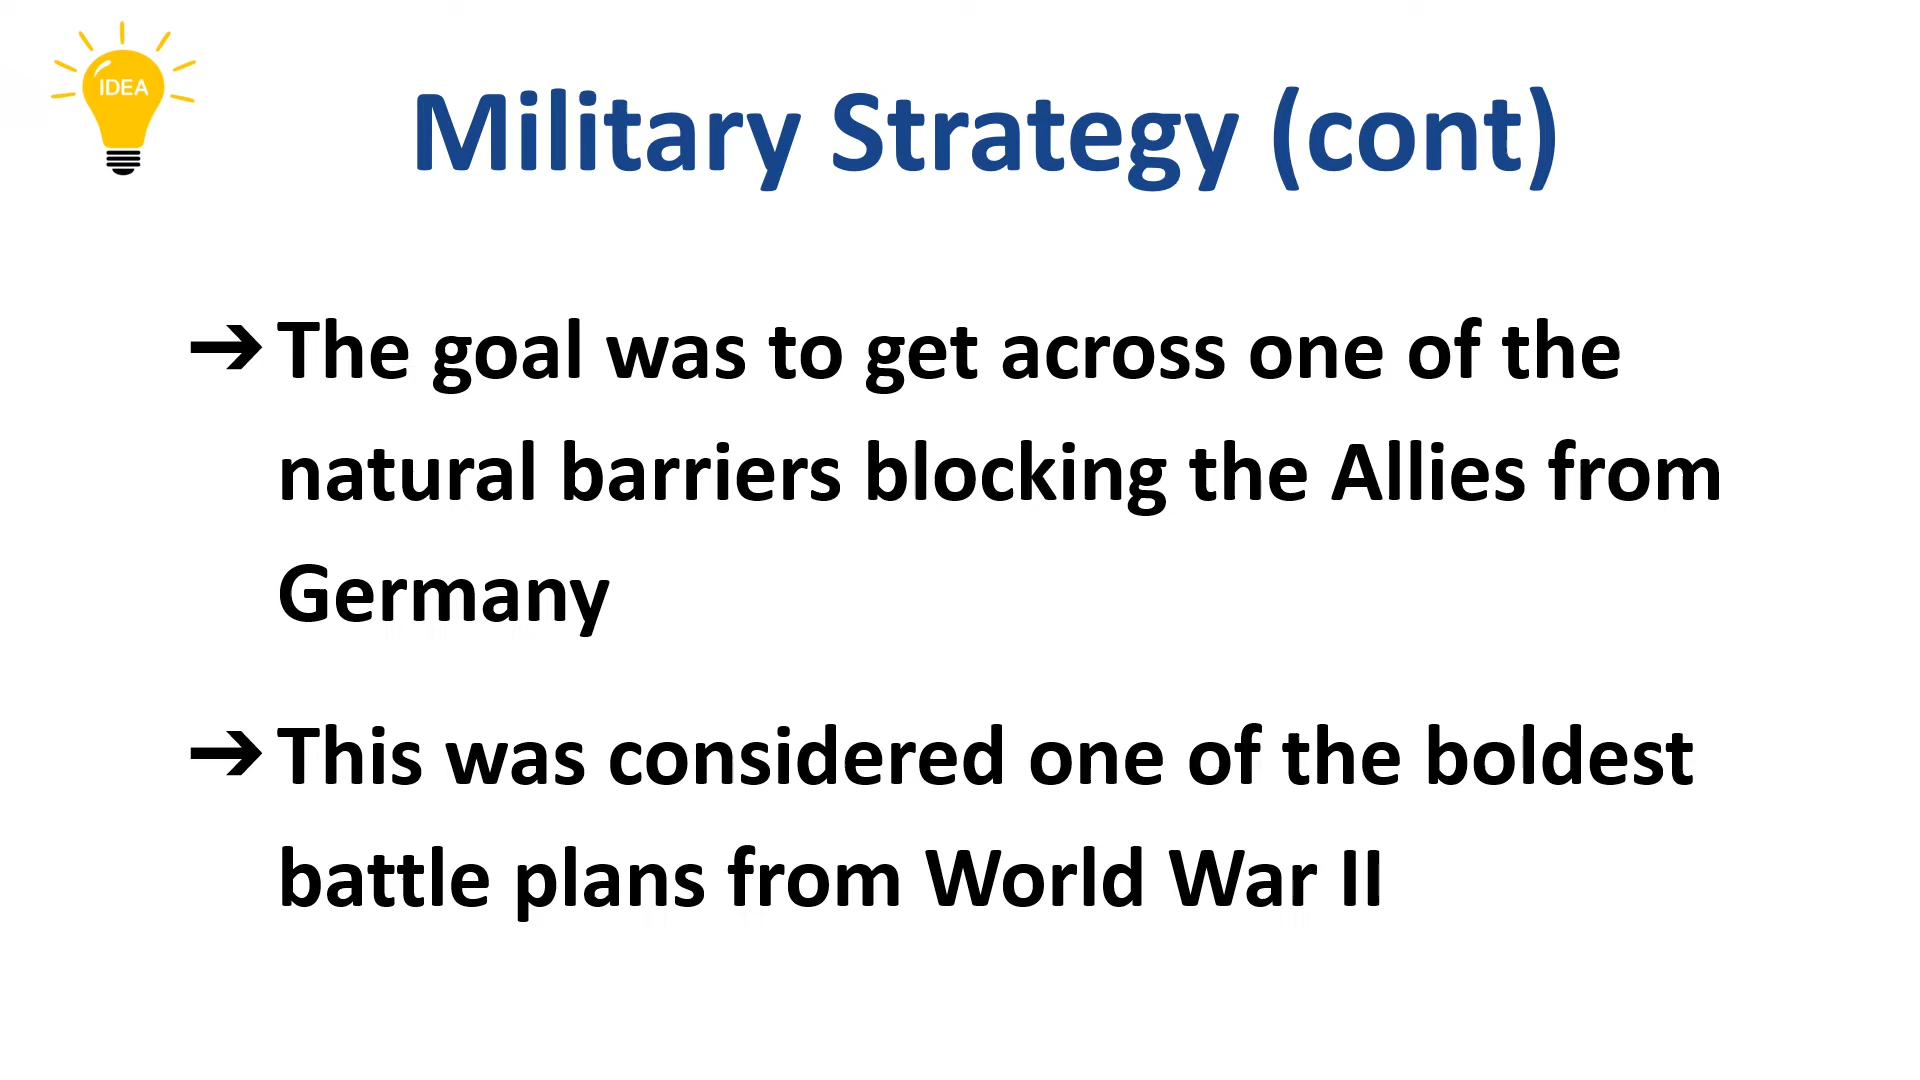 IDEA
Military Strategy (cont)
➔ The goal was to get across one of the
natural barriers blocking the Allies from
Germany
➔ This was considered one of the boldest
battle plans from World War II